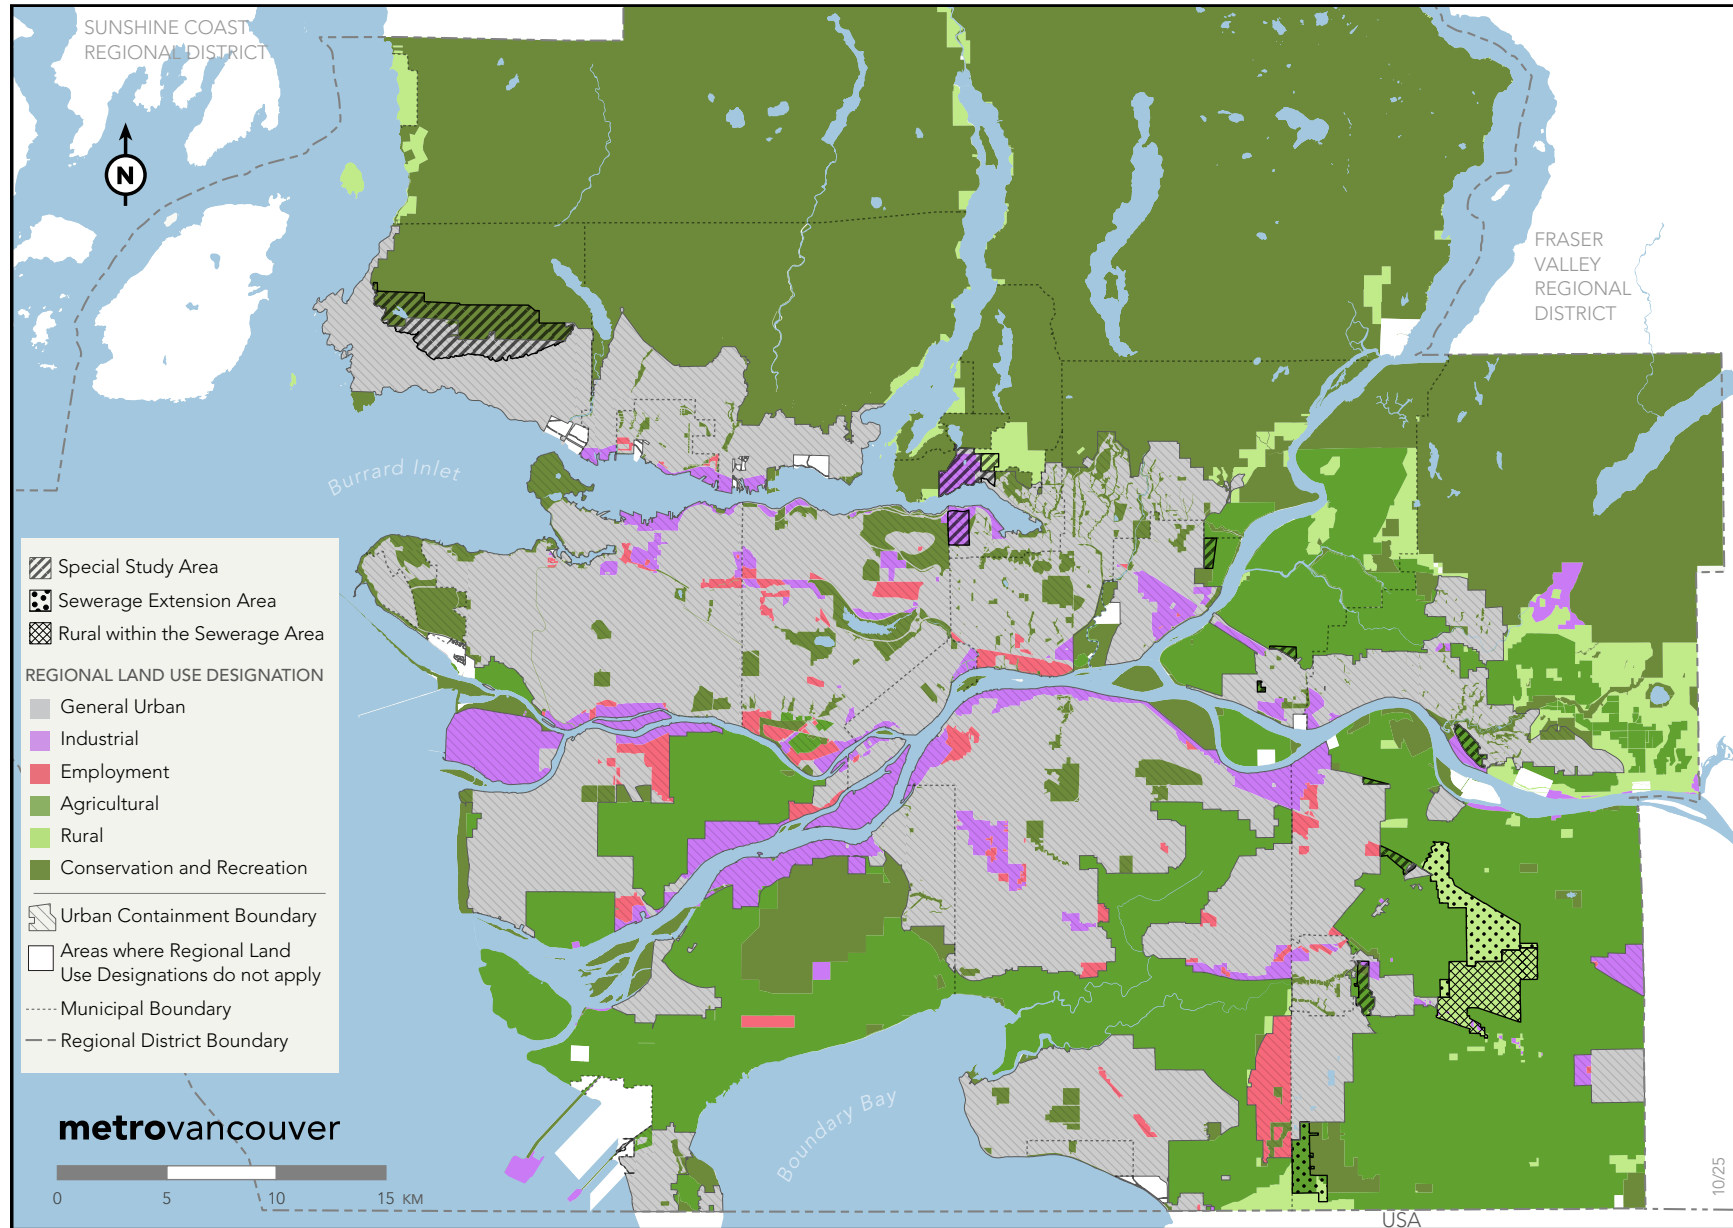 SUNSHINE COAST
REGIONAL DISTRICT
N
FRASER
VALLEY
REGIONAL
DISTRICT
Burrard Inlet
Special Study Area
Sewerage Extension Area
Rural within the Sewerage Area
REGIONAL LAND USE DESIGNATION
General Urban
Industrial
Employment
Agricultural
Rural
Conservation and Recreation
Urban Containment Boundary
Areas where Regional Land
Use Designations do not apply
Municipal Boundary
Regional District Boundary
Boundary Bay
metrovancouver
0 5 10 15 KM
10/25
USA